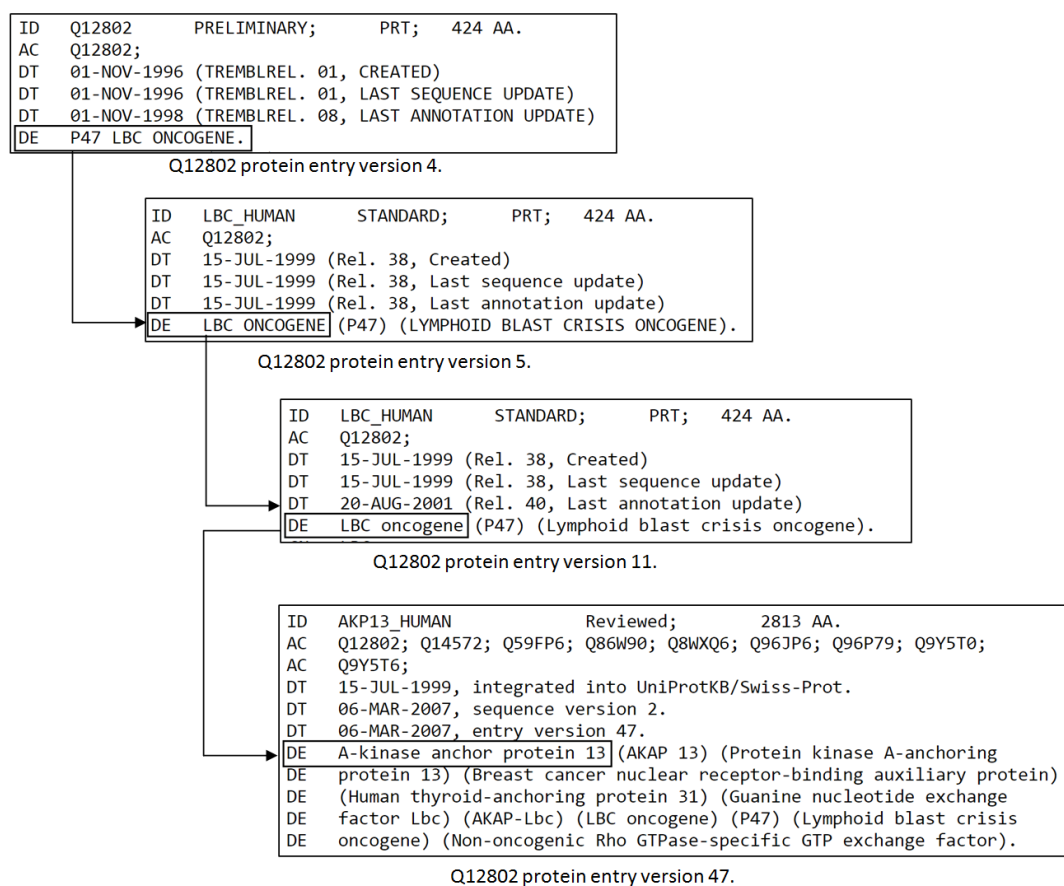 ID Q12802 PRELIMINARY; PRT; 424 AA.
AC Q12802;
DT 01-NOV-1996 (TREMBLREL. 01, CREATED)
DT 01-NOV-1996 (TREMBLREL. 01, LAST SEQUENCE UPDATE)
DT 01-NOV-1998 (TREMBLREL. 08, LAST ANNOTATION UPDATE)
DE P47 LBC ONCOGENE.
Q12802 protein entry version 4.
ID LBC_HUMAN STANDARD; PRT; 424 AA.
AC Q12802;
DT 15-JUL-1999 (Rel. 38, Created)
DT 15-JUL-1999 (Rel. 38, Last sequence update)
DT 15-JUL-1999 (Rel. 38, Last annotation update)
DE LBC ONCOGENE (P47) (LYMPHOID BLAST CRISIS ONCOGENE).
Q12802 protein entry version 5.
ID LBC_HUMAN STANDARD; PRT; 424 AA.
AC Q12802;
DT 15-JUL-1999 (Rel. 38, Created)
DT 15-JUL-1999 (Rel. 38, Last sequence update)
DT 20-AUG-2001 (Rel. 40, Last annotation update)
DE LBC oncogene (P47) (Lymphoid blast crisis oncogene).
Q12802 protein entry version 11.
ID AKP13_HUMAN Reviewed; 2813 AA.
AC Q12802; Q14572; Q59FP6; Q86W90; Q8WXQ6; Q96JP6; Q96P79; Q9Y5T0;
AC Q9Y5T6;
DT 15-JUL-1999, integrated into UniProtKB/Swiss-Prot.
DT 06-MAR-2007, sequence version 2.
DT 06-MAR-2007, entry version 47.
DE A-kinase anchor protein 13 (AKAP 13) (Protein kinase A-anchoring
DE protein 13) (Breast cancer nuclear receptor-binding auxiliary protein)
DE (Human thyroid-anchoring protein 31) (Guanine nucleotide exchange
DE factor Lbc) (AKAP-Lbc) (LBC oncogene) (P47) (Lymphoid blast crisis
DE oncogene) (Non-oncogenic Rho GTPase-specific GTP exchange factor).
Q12802 protein entry version 47.